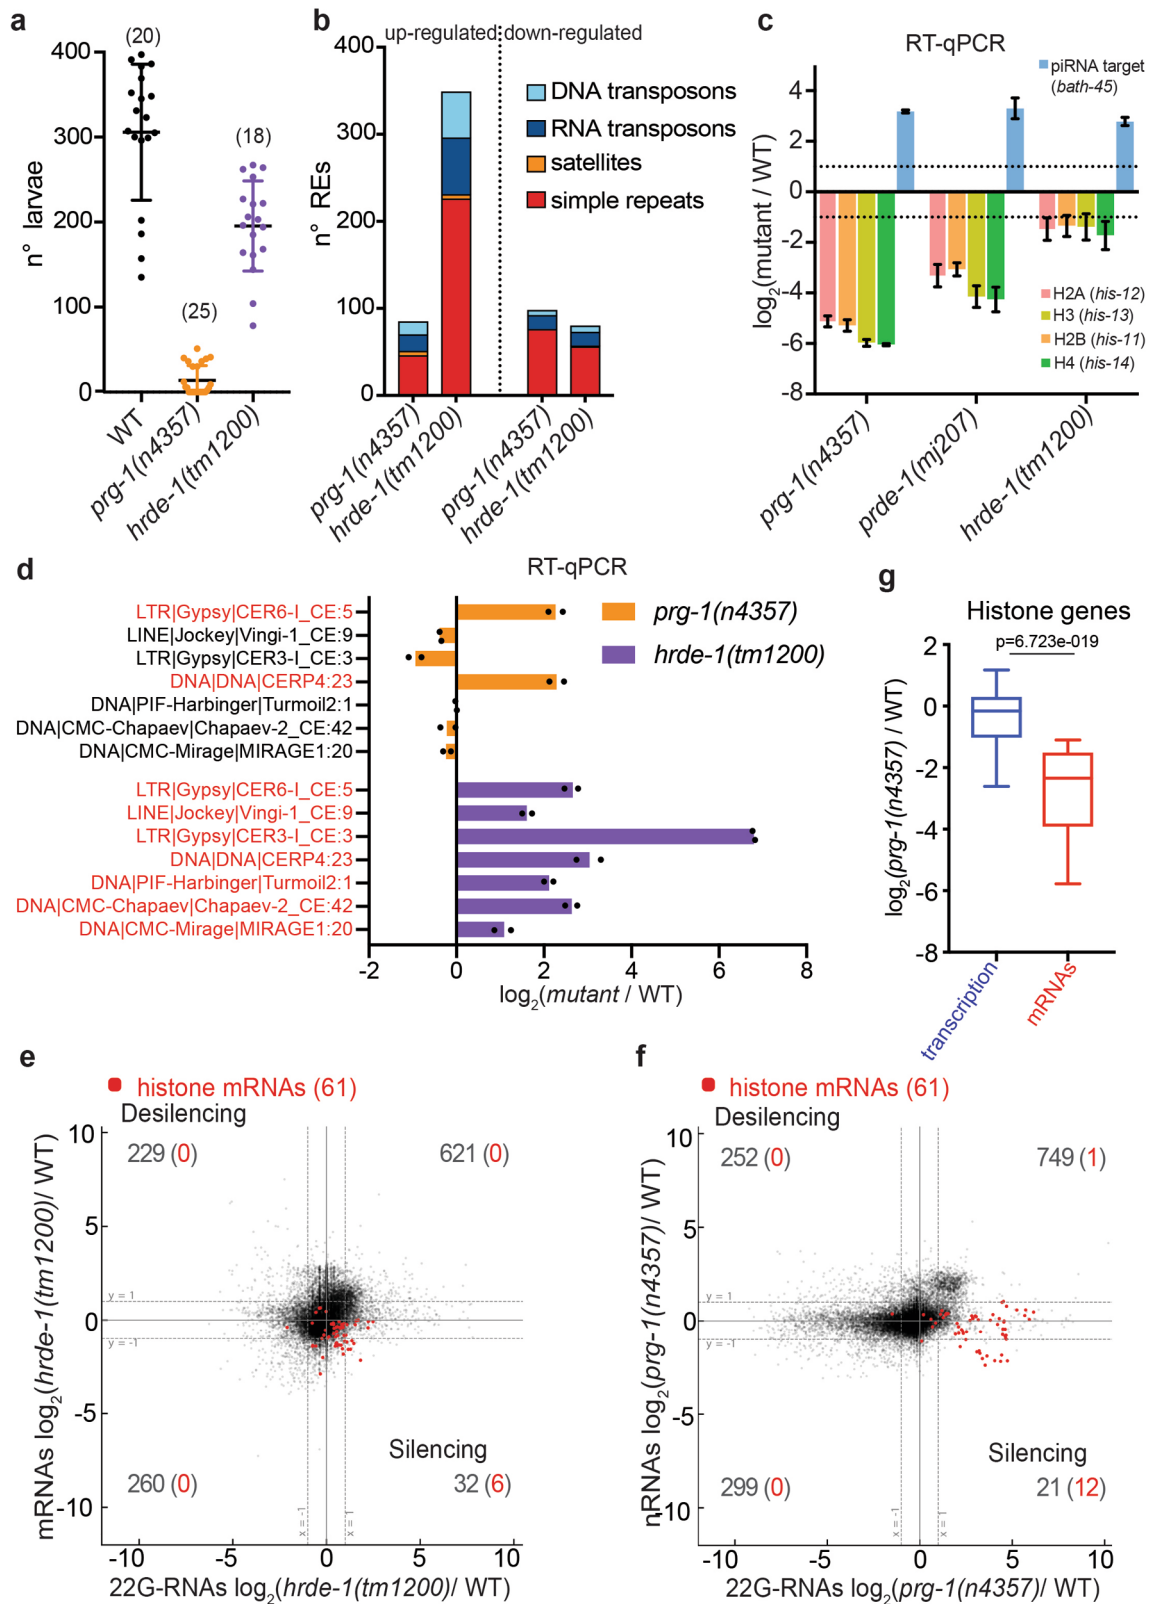 a
(20)
400
300
200
100
0
n° larvae
(25)
(18)
WT
prg-1(n4357)
hrde-1(tm1200)
b
up-regulated
down-regulated
400
300
200
100
0
n° REs
DNA transposons
RNA transposons
satellites
simple repeats
prg-1(n4357)
hrde-1(tm1200)
prg-1(n4357)
hrde-1(tm1200)
c
RT-qPCR
piRNA target
(bath-45)
4
2
0
-2
-4
-6
-8
log2(mutant / WT)
H2A (his-12)
H3 (his-13)
H2B (his-11)
H4 (his-14)
prg-1(n4357)
prde-1(mj207)
hrde-1(tm1200)
d
RT-qPCR
LTR|Gypsy|CER6-I_CE:5
LINE|Jockey|Vingi-1_CE:9
LTR|Gypsy|CER3-I_CE:3
DNA|DNA|CERP4:23
DNA|PIF-Harbinger|Turmoil2:1
DNA|CMC-Chapaev|Chapaev-2_CE:42
DNA|CMC-Mirage|MIRAGE1:20
LTR|Gypsy|CER6-I_CE:5
LINE|Jockey|Vingi-1_CE:9
LTR|Gypsy|CER3-I_CE:3
DNA|DNA|CERP4:23
DNA|PIF-Harbinger|Turmoil2:1
DNA|CMC-Chapaev|Chapaev-2_CE:42
DNA|CMC-Mirage|MIRAGE1:20
prg-1(n4357)
hrde-1(tm1200)
-2 0 2 4 6 8
log2(mutant / WT)
g
Histone genes
p=6.723e-019
2
0
-2
-4
-6
-8
log2(prg-1(n4357) / WT)
transcription
mRNAs
e
histone mRNAs (61)
Desilencing
229 (0)
621 (0)
10
5
0
-5
-10
y = 1
y = -1
mRNAs log2(hrde-1(tm1200)/ WT)
Silencing
260 (0)
32 (6)
x = -1
x = 1
-10 -5 0 5 10
22G-RNAs log2(hrde-1(tm1200)/ WT)
f
histone mRNAs (61)
Desilencing
252 (0)
749 (1)
10
5
0
-5
-10
y = 1
y = -1
nRNAs log2(prg-1(n4357)/ WT)
Silencing
299 (0)
21 (12)
x = -1
x = 1
-10 -5 0 5 10
22G-RNAs log2(prg-1(n4357)/ WT)